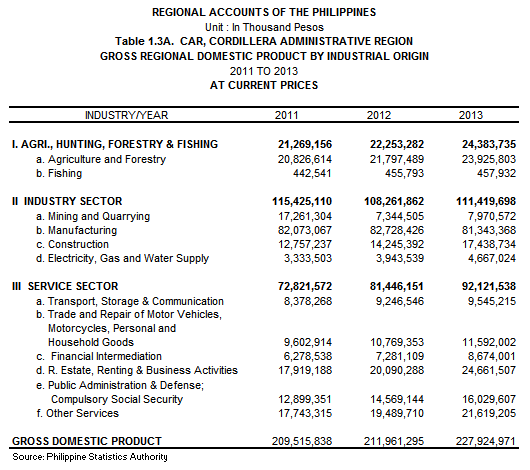 REGIONAL ACCOUNTS OF THE PHILIPPINES
Unit : In Thousand Pesos
Table 1.3A.  CAR, CORDILLERA ADMINISTRATIVE REGION
GROSS REGIONAL DOMESTIC PRODUCT BY INDUSTRIAL ORIGIN
2011 TO 2013
AT CURRENT PRICES
INDUSTRY/YEAR 2011 2012 2013
I. AGRI., HUNTING, FORESTRY & FISHING 21,269,156 22,253,282 24,383,735
a. Agriculture and Forestry 20,826,614 21,797,489 23,925,803
b. Fishing 442,541 455,793 457,932
II INDUSTRY SECTOR 115,425,110 108,261,862 111,419,698
a. Mining and Quarrying 17,261,304 7,344,505 7,970,572
b. Manufacturing 82,073,067 82,728,426 81,343,368
c. Construction 12,757,237 14,245,392 17,438,734
d. Electricity, Gas and Water Supply 3,333,503 3,943,539 4,667,024
III SERVICE SECTOR 72,821,572 81,446,151 92,121,538
a. Transport, Storage & Communication 8,378,268 9,246,546 9,545,215
b. Trade and Repair of Motor Vehicles,
Motorcycles, Personal and
Household Goods 9,602,914 10,769,353 11,592,002
c. Financial Intermediation 6,278,538 7,281,109 8,674,001
d. R. Estate, Renting & Business Activities 17,919,188 20,090,288 24,661,507
e. Public Administration & Defense;
Compulsory Social Security 12,899,351 14,569,144 16,029,607
f. Other Services 17,743,315 19,489,710 21,619,205
GROSS DOMESTIC PRODUCT 209,515,838 211,961,295 227,924,971
Source: Philippine Statistics Authority